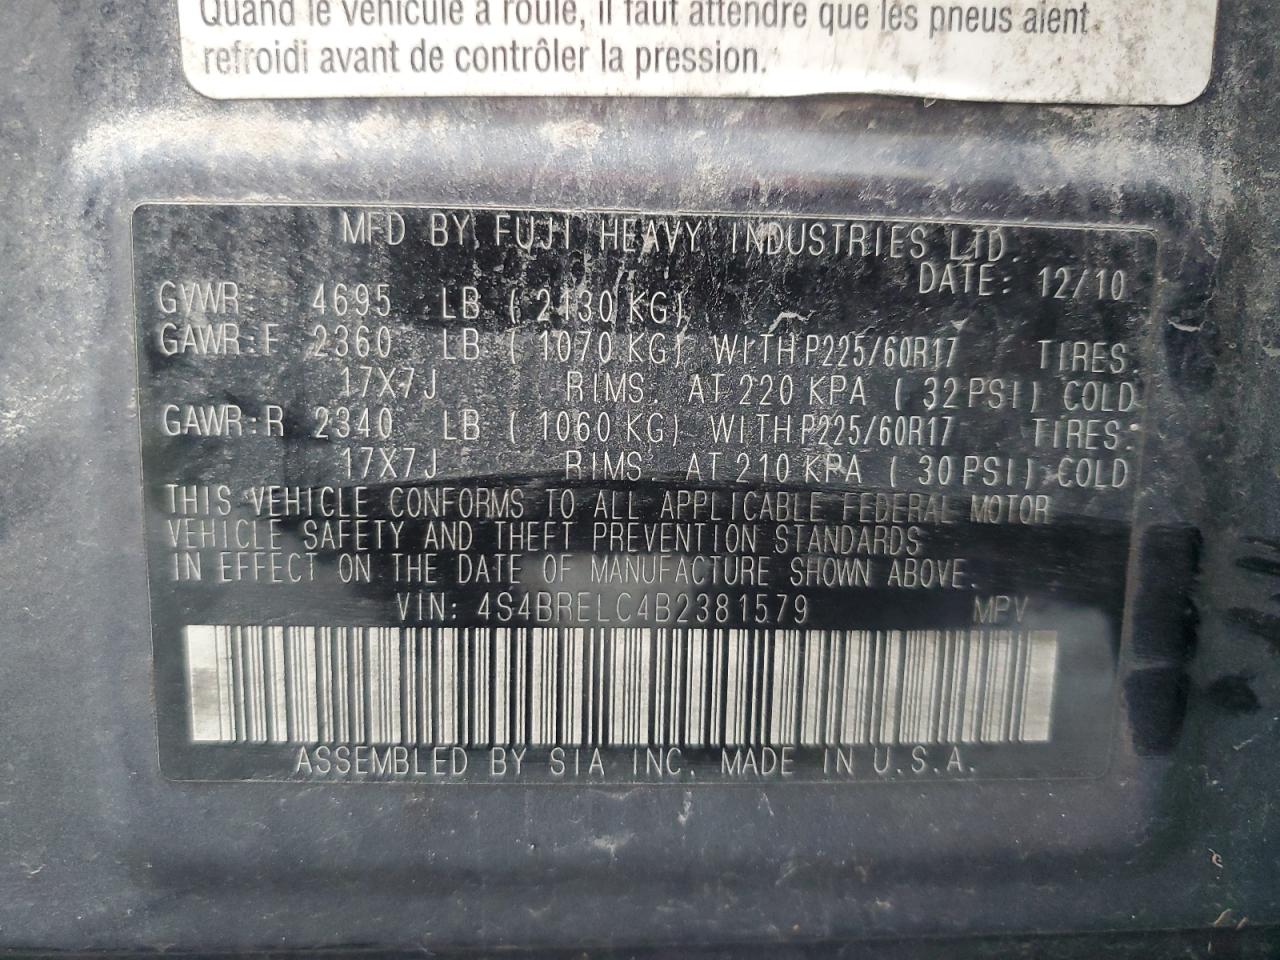 Quand le véhicule a roulé, il faut attendre que les pneus aient
refroidi avant de contrôler la pression.
MFD BY FUJI HEAVY INDUSTRIES LTD.
DATE: 12/10
GVWR: 4695 LB ( 2130 KG)
GAWR:F 2360 LB ( 1070 KG) WITH P225/60R17 TIRES.
17X7J RIMS. AT 220 KPA ( 32 PSI) COLD
GAWR:R 2340 LB ( 1060 KG) WITH P225/60R17 TIRES.
17X7J RIMS. AT 210 KPA ( 30 PSI) COLD
THIS VEHICLE CONFORMS TO ALL APPLICABLE FEDERAL MOTOR
VEHICLE SAFETY AND THEFT PREVENTION STANDARDS
IN EFFECT ON THE DATE OF MANUFACTURE SHOWN ABOVE.
VIN: 4S4BRELC4B2381579 MPV
ASSEMBLED BY SIA INC. MADE IN U.S.A.